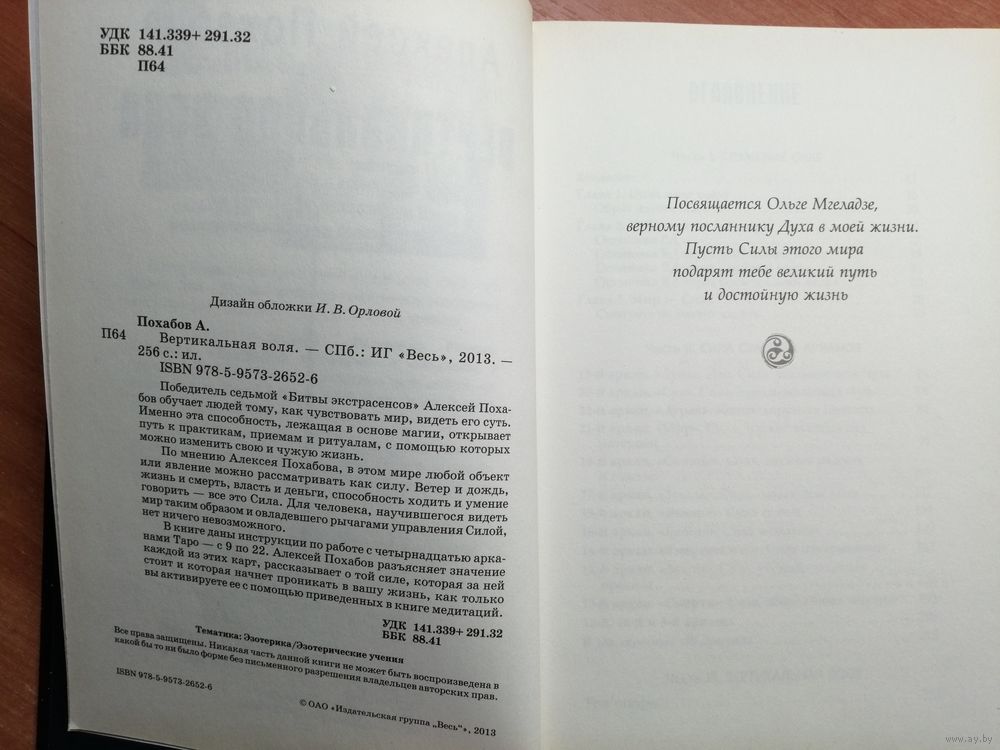 УДК 141.339+291.32
ББК 88.41
П64
Дизайн обложки И. В. Орловой
Похабов А.
П64 Вертикальная воля. — СПб.: ИГ «Весь», 2013. —
256 с.: ил.
ISBN 978-5-9573-2652-6
Победитель седьмой «Битвы экстрасенсов» Алексей Поха-
бов обучает людей тому, как чувствовать мир, видеть его суть.
Именно эта способность, лежащая в основе магии, открывает
путь к практикам, приемам и ритуалам, с помощью которых
можно изменить свою и чужую жизнь.
По мнению Алексея Похабова, в этом мире любой объект
или явление можно рассматривать как силу. Ветер и дождь,
жизнь и смерть, власть и деньги, способность ходить и умение
говорить — все это Сила. Для человека, научившегося видеть
мир таким образом и овладевшего рычагами управления Силой,
нет ничего невозможного.
В книге даны инструкции по работе с четырнадцатью арка-
нами Таро — с 9 по 22. Алексей Похабов разъясняет значение
каждой из этих карт, рассказывает о той силе, которая за ней
стоит и которая начнет проникать в вашу жизнь, как только
вы активируете ее с помощью приведенных в книге медитаций.
УДК 141.339+291.32
ББК 88.41
Тематика: Эзотерика/Эзотерические учения
Все права защищены. Никакая часть данной книги не может быть воспроизведена в
какой бы то ни было форме без письменного разрешения владельцев авторских прав.
ISBN 978-5-9573-2652-6
© ОАО «Издательская группа „Весь“», 2013
Посвящается Ольге Мгеладзе,
верному посланнику Духа в моей жизни.
Пусть Силы этого мира
подарят тебе великий путь
и достойную жизнь
www.ay.by